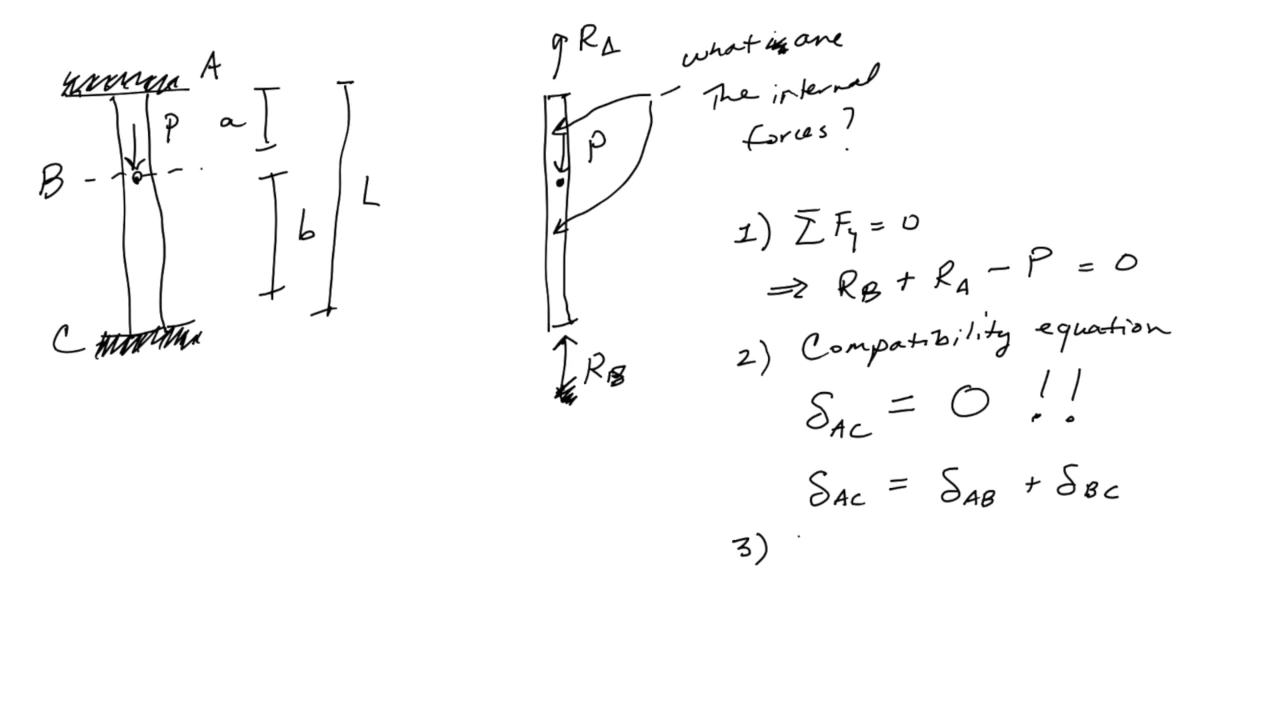 A
P
a
B
b
L
C
R_A
P
R_B
what are
The internal
forces?
1) ΣF_y = 0
⇒ R_B + R_A - P = 0
2) Compatibility equation
δ_AC = 0 !!
δ_AC = δ_AB + δ_BC
3)